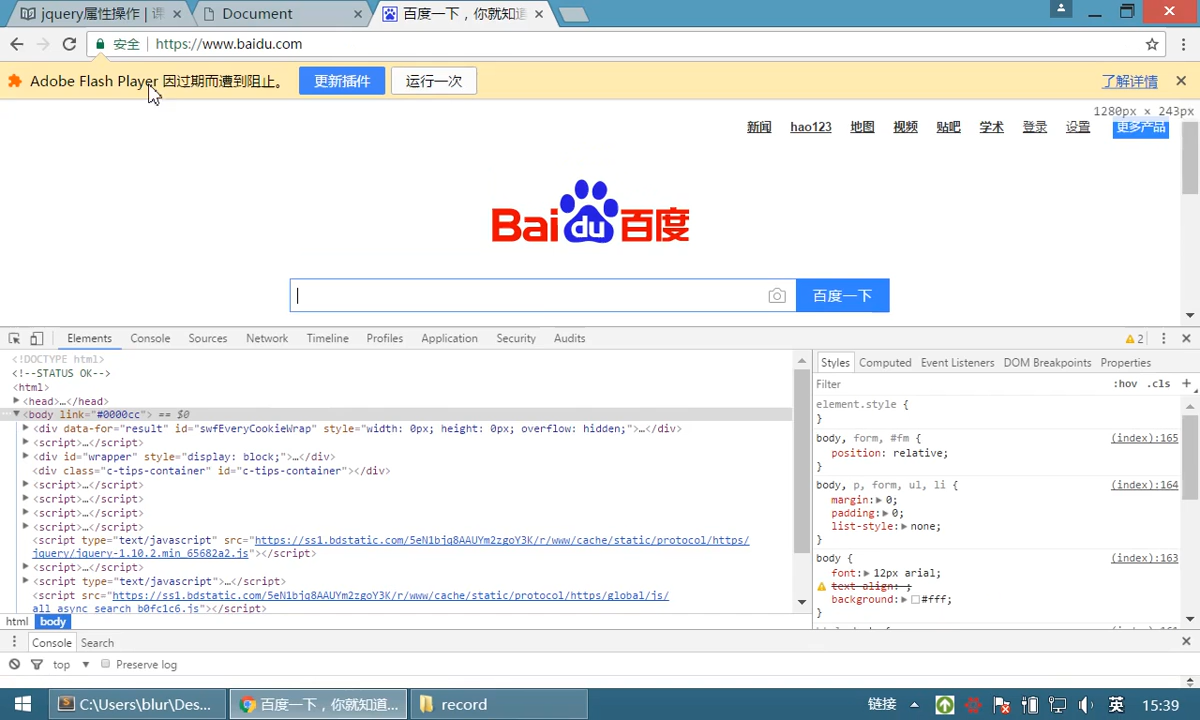 jquery属性操作 | 课
Document
百度一下，你就知道
安全
https://www.baidu.com
Adobe Flash Player 因过期而遭到阻止。
更新插件
运行一次
了解详情
1280px × 243px
新闻 hao123 地图 视频 贴吧 学术 登录 设置 更多产品
Bai du 百度
百度一下
Elements Console Sources Network Timeline Profiles Application Security Audits
2
<!DOCTYPE html>
<!--STATUS OK-->
<html>
<head>…</head>
<body link="#0000cc"> == $0
<div data-for="result" id="swfEveryCookieWrap" style="width: 0px; height: 0px; overflow: hidden;">…</div>
<script>…</script>
<div id="wrapper" style="display: block;">…</div>
<div class="c-tips-container" id="c-tips-container"></div>
<script>…</script>
<script>…</script>
<script>…</script>
<script>…</script>
<script type="text/javascript" src="https://ss1.bdstatic.com/5eN1bjq8AAUYm2zgoY3K/r/www/cache/static/protocol/https/
jquery/jquery-1.10.2.min_65682a2.js"></script>
<script>…</script>
<script type="text/javascript">…</script>
<script src="https://ss1.bdstatic.com/5eN1bjq8AAUYm2zgoY3K/r/www/cache/static/protocol/https/global/js/
all_async_search_b0fc1c6.js"></script>
html body
Styles Computed Event Listeners DOM Breakpoints Properties
Filter
:hov .cls +
element.style {
}
body, form, #fm {
(index):165
position: relative;
}
body, p, form, ul, li {
(index):164
margin: 0;
padding: 0;
list-style: none;
}
body {
(index):163
font: 12px arial;
text-align: ;
background: #fff;
}
Console Search
top
Preserve log
C:\Users\blur\Des...
百度一下，你就知道...
record
链接
英
15:39